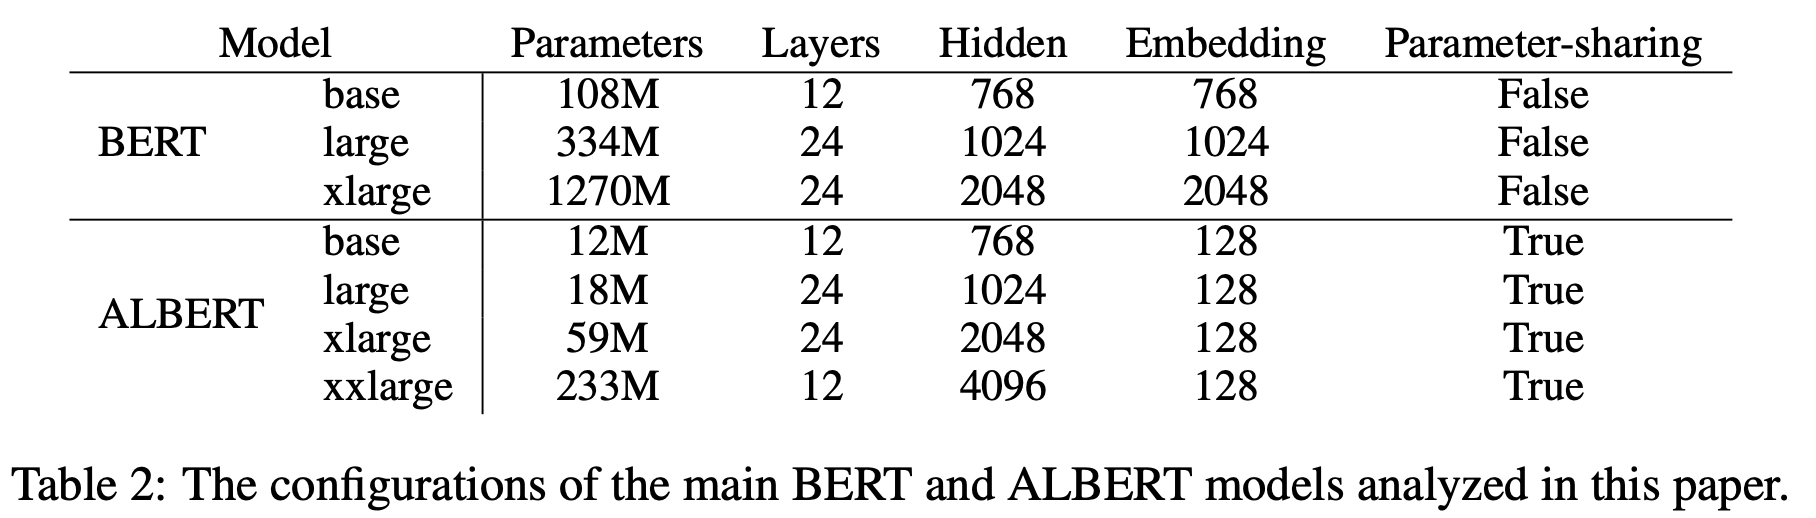 Model Parameters Layers Hidden Embedding Parameter-sharing
base 108M 12 768 768 False
BERT large 334M 24 1024 1024 False
xlarge 1270M 24 2048 2048 False
base 12M 12 768 128 True
large 18M 24 1024 128 True
ALBERT
xlarge 59M 24 2048 128 True
xxlarge 233M 12 4096 128 True
Table 2: The configurations of the main BERT and ALBERT models analyzed in this paper.